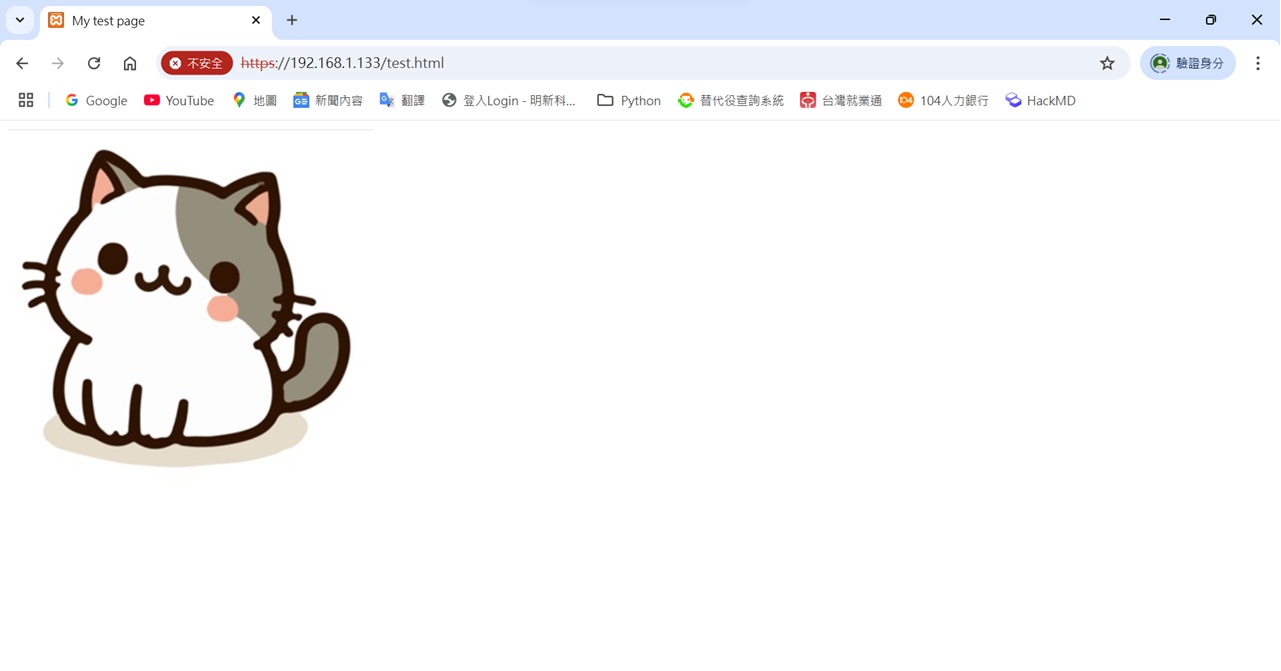 My test page
不安全 https://192.168.1.133/test.html 驗證身分
Google YouTube 地圖 新聞內容 翻譯 登入Login - 明新科... Python 替代役查詢系統 台灣就業通 104人力銀行 HackMD